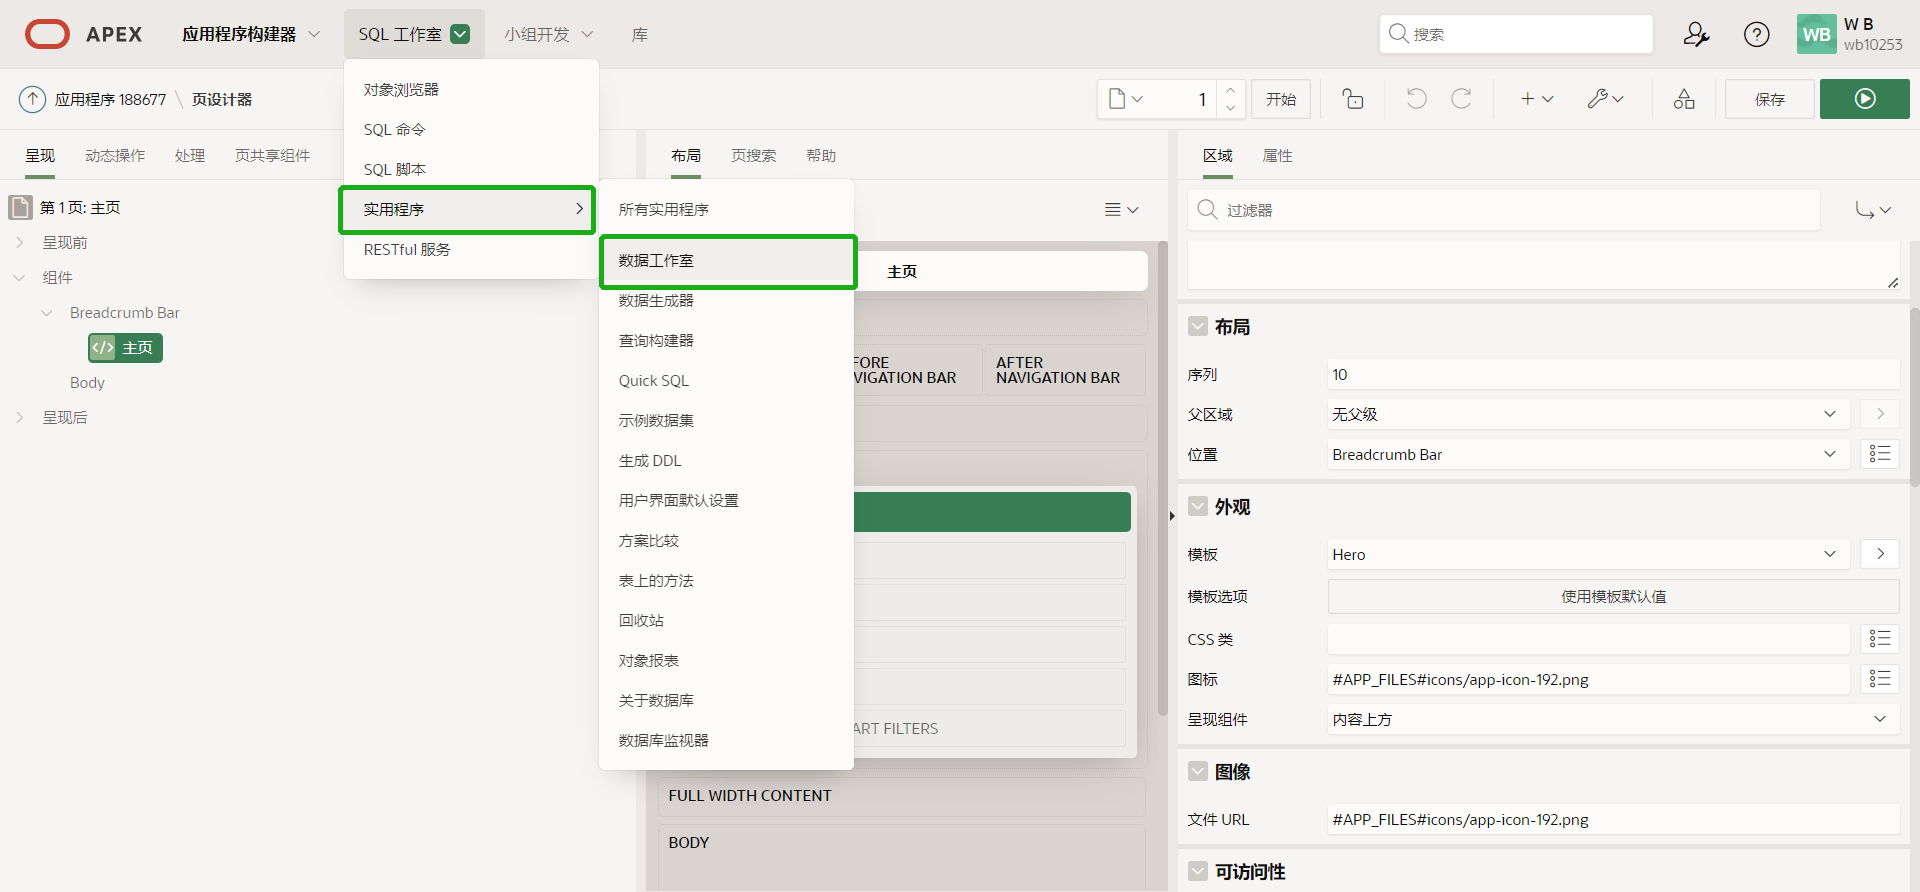 APEX
应用程序构建器
SQL 工作室
小组开发
库
搜索
WB
W B
wb10253
应用程序 188677 \ 页设计器
1
开始
保存
对象浏览器
SQL 命令
SQL 脚本
实用程序
RESTful 服务
所有实用程序
数据工作室
数据生成器
查询构建器
Quick SQL
示例数据集
生成 DDL
用户界面默认设置
方案比较
表上的方法
回收站
对象报表
关于数据库
数据库监视器
呈现
动态操作
处理
页共享组件
第 1 页: 主页
呈现前
组件
Breadcrumb Bar
</> 主页
Body
呈现后
布局
页搜索
帮助
主页
FORE
VIGATION BAR
AFTER
NAVIGATION BAR
ART FILTERS
FULL WIDTH CONTENT
BODY
区域
属性
过滤器
布局
序列
10
父区域
无父级
位置
Breadcrumb Bar
外观
模板
Hero
模板选项
使用模板默认值
CSS 类
图标
#APP_FILES#icons/app-icon-192.png
呈现组件
内容上方
图像
文件 URL
#APP_FILES#icons/app-icon-192.png
可访问性